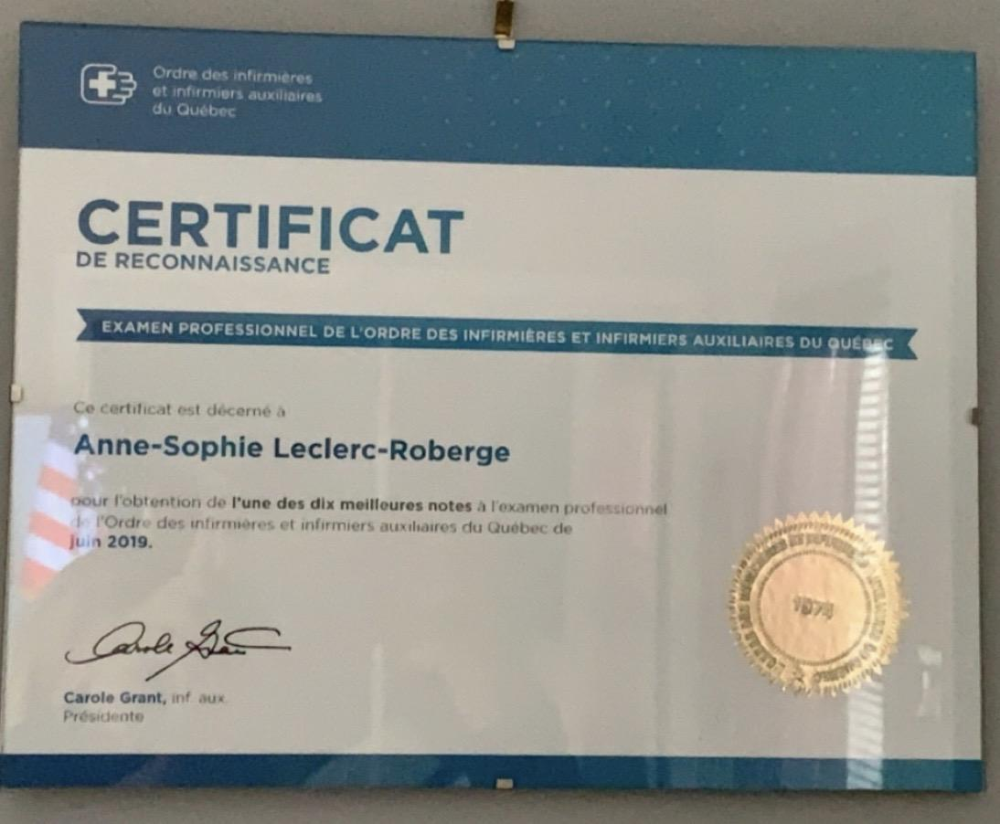 Ordre des infirmières
et infirmiers auxiliaires
du Québec
CERTIFICAT
DE RECONNAISSANCE
EXAMEN PROFESSIONNEL DE L'ORDRE DES INFIRMIÈRES ET INFIRMIERS AUXILIAIRES DU QUÉBEC
Ce certificat est décerné à
Anne-Sophie Leclerc-Roberge
pour l'obtention de l'une des dix meilleures notes à l'examen professionnel
de l'Ordre des infirmières et infirmiers auxiliaires du Québec de
juin 2019.
Carole Grant
Carole Grant, inf. aux.
Présidente
1974